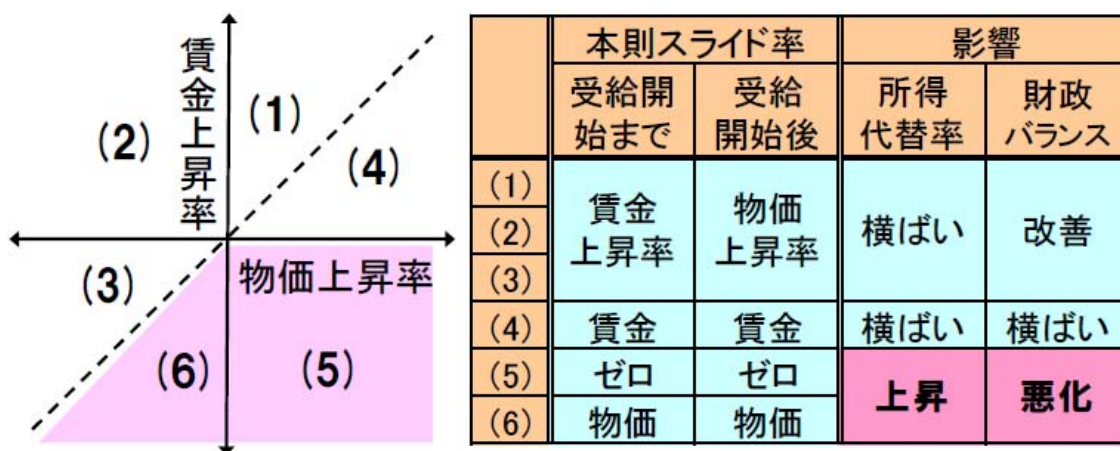 賃金上昇率
(1)
(2)
(4)
物価上昇率
(3)
(6)
(5)
本則スライド率
影響
受給開
始まで
受給
開始後
所得
代替率
財政
バランス
(1)
(2)
(3)
賃金
上昇率
物価
上昇率
横ばい
改善
(4)
賃金
賃金
横ばい
横ばい
(5)
ゼロ
ゼロ
上昇
悪化
(6)
物価
物価